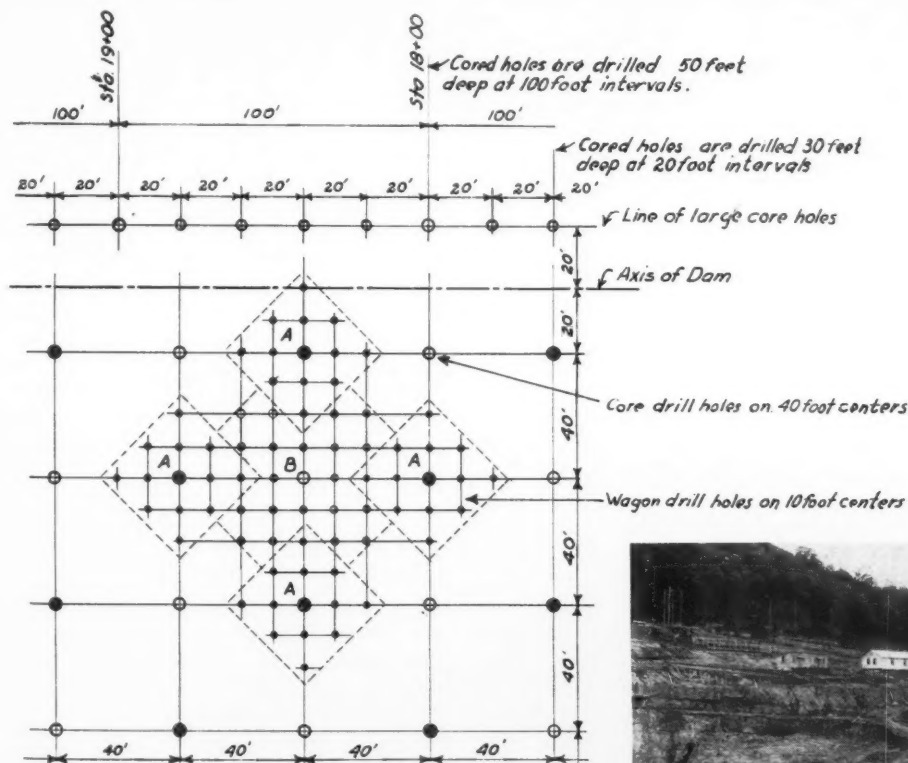 Sta. 19+00
Sta 18+00
Cored holes are drilled 50 feet
deep at 100 foot intervals.
100'
100'
100'
Cored holes are drilled 30 feet
deep at 20 foot intervals
20'
20'
20'
20'
20'
20'
20'
20'
20'
20'
Line of large core holes
20'
Axis of Dam
20'
A
Core drill holes on 40 foot centers
40'
A
B
A
Wagon drill holes on 10 foot centers
40'
A
40'
40'
40'
40'
40'